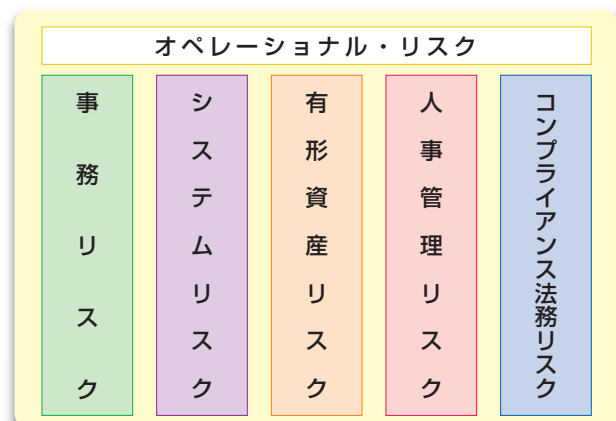 オペレーショナル・リスク
事務リスク
システムリスク
有形資産リスク
人事管理リスク
コンプライアンス法務リスク